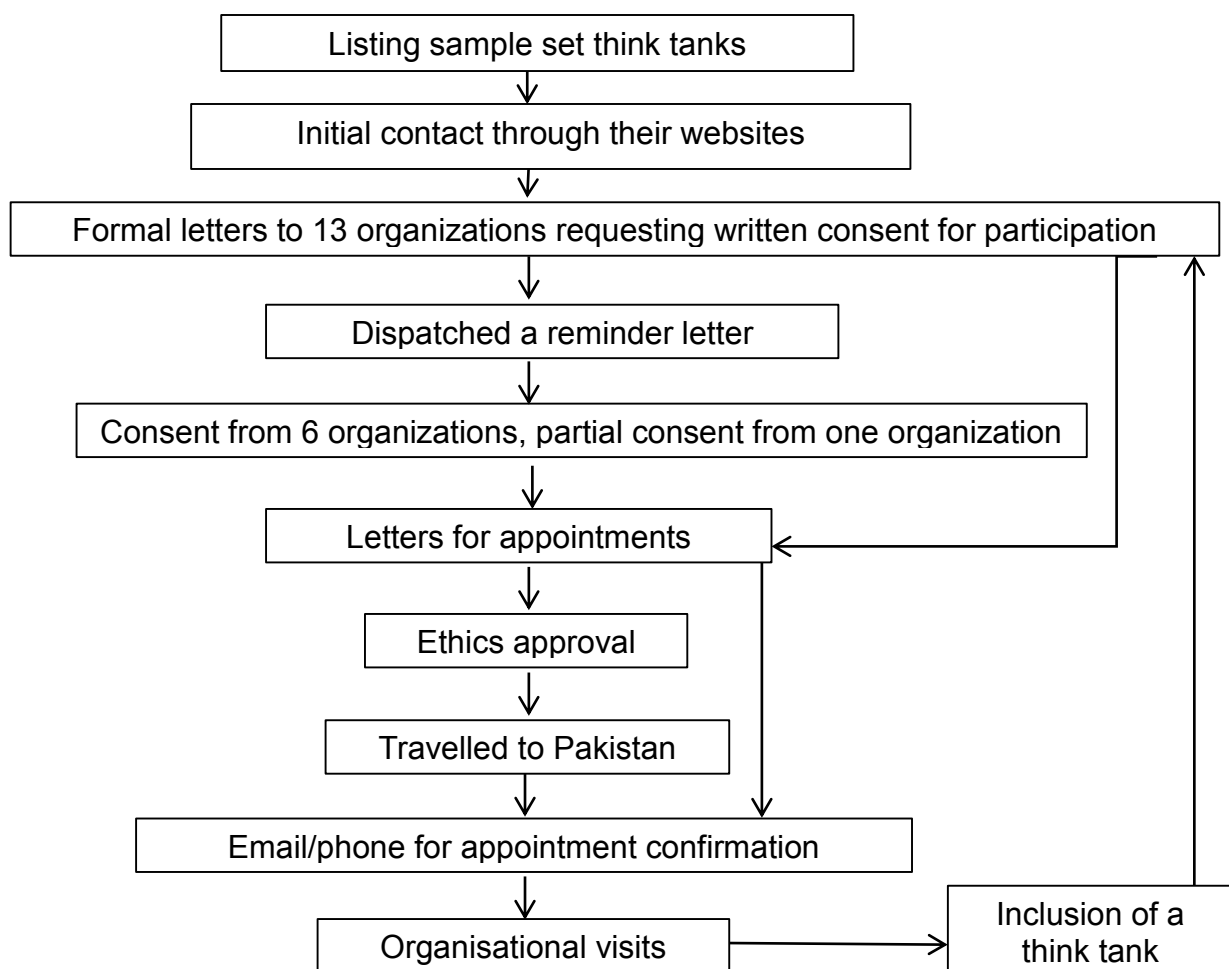 Listing sample set think tanks
Initial contact through their websites
Formal letters to 13 organizations requesting written consent for participation
Dispatched a reminder letter
Consent from 6 organizations, partial consent from one organization
Letters for appointments
Ethics approval
Travelled to Pakistan
Email/phone for appointment confirmation
Organisational visits
Inclusion of a
think tank